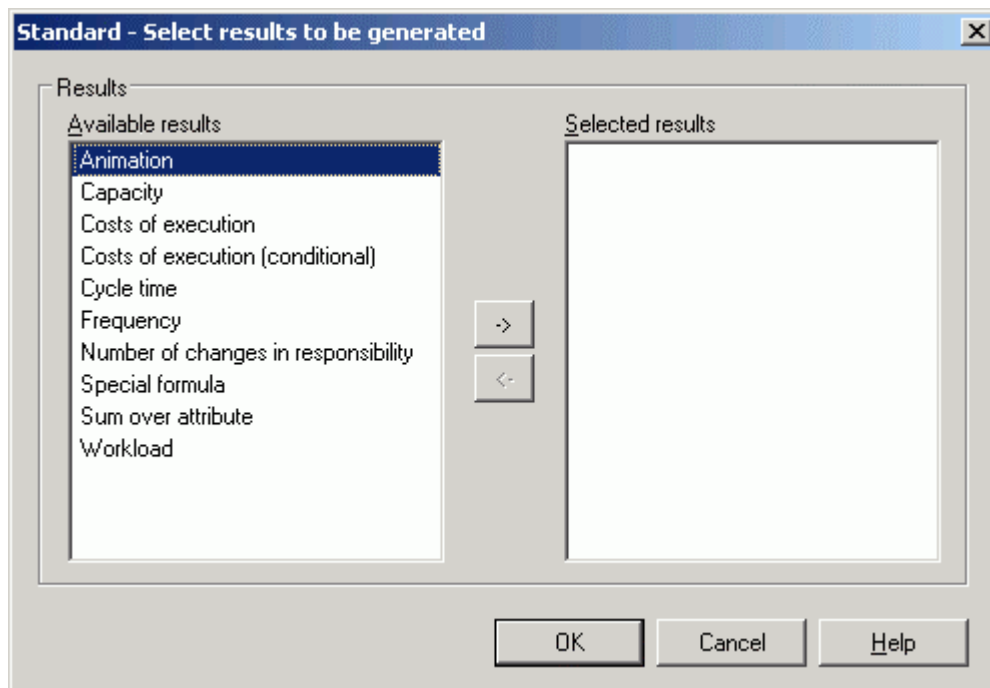 Standard - Select results to be generated
Results
Available results
Selected results
Animation
Capacity
Costs of execution
Costs of execution (conditional)
Cycle time
Frequency
Number of changes in responsibility
Special formula
Sum over attribute
Workload
->
<-
OK
Cancel
Help